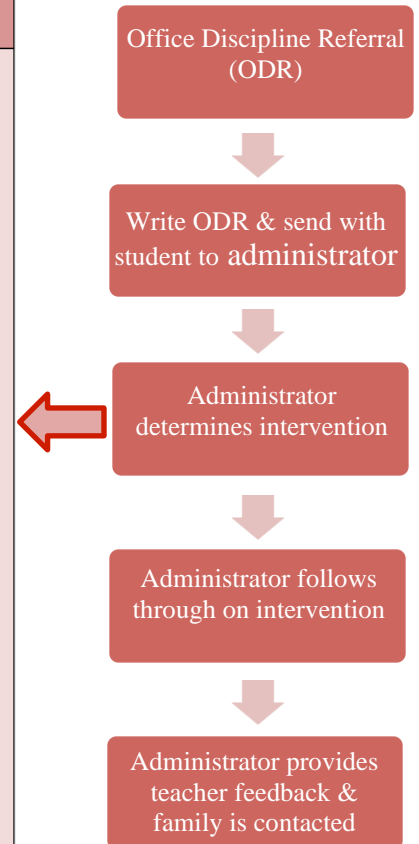 Office Discipline Referral
(ODR)
Write ODR & send with
student to administrator
Administrator
determines intervention
Administrator follows
through on intervention
Administrator provides
teacher feedback &
family is contacted